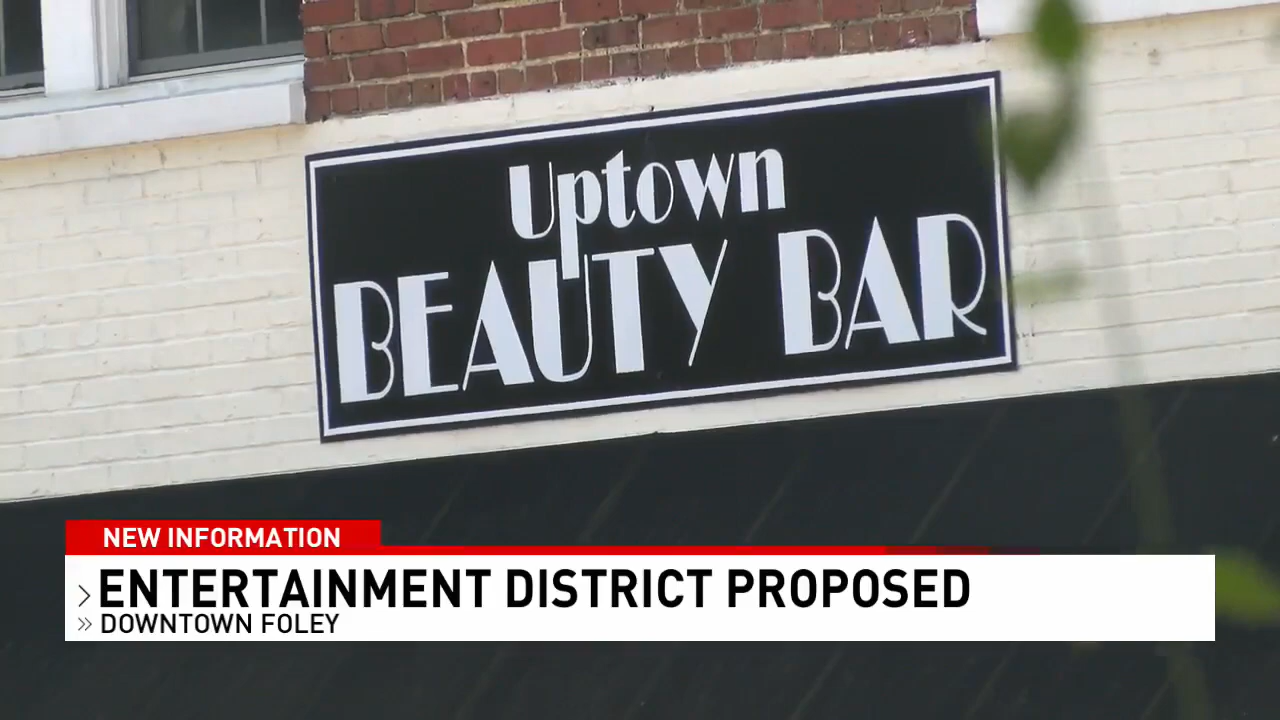 Uptown
BEAUTY BAR
NEW INFORMATION
ENTERTAINMENT DISTRICT PROPOSED
DOWNTOWN FOLEY